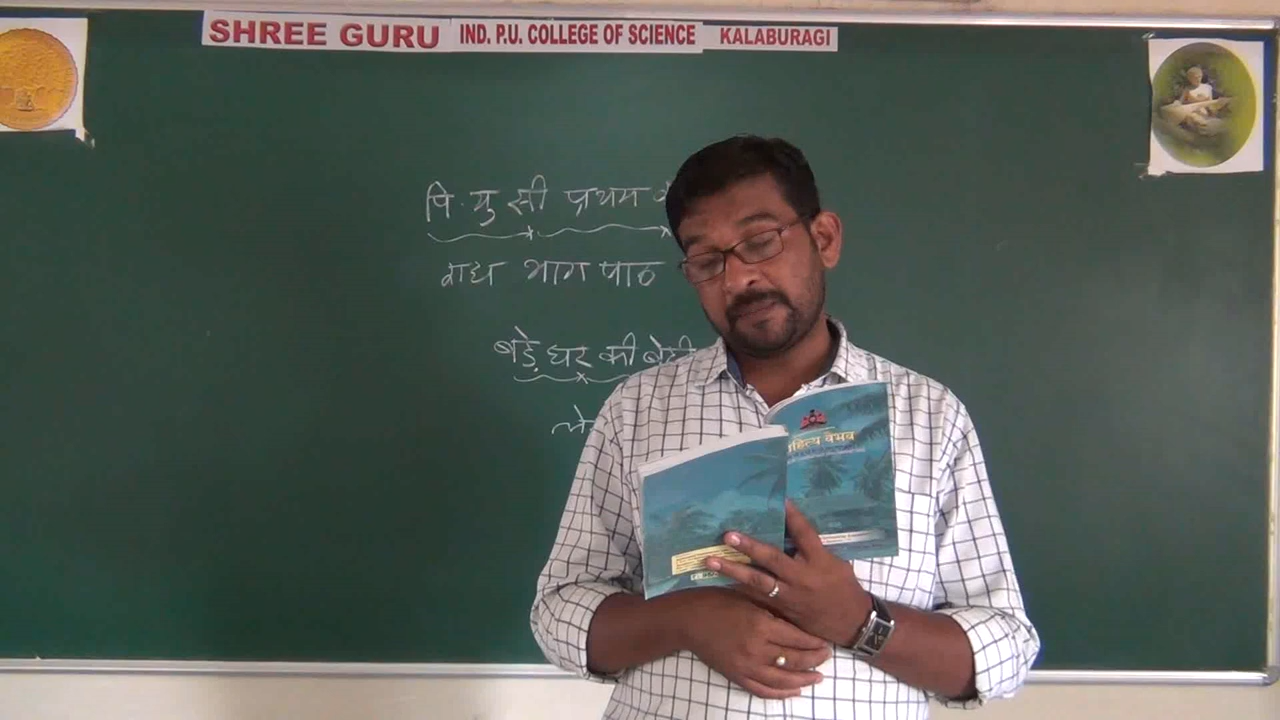 SHREE GURU IND. P.U. COLLEGE OF SCIENCE KALABURAGI
पि.यु सी प्रथम
गद्य भाग पाठ
बड़े घर की बेटी
साहित्य वैभव